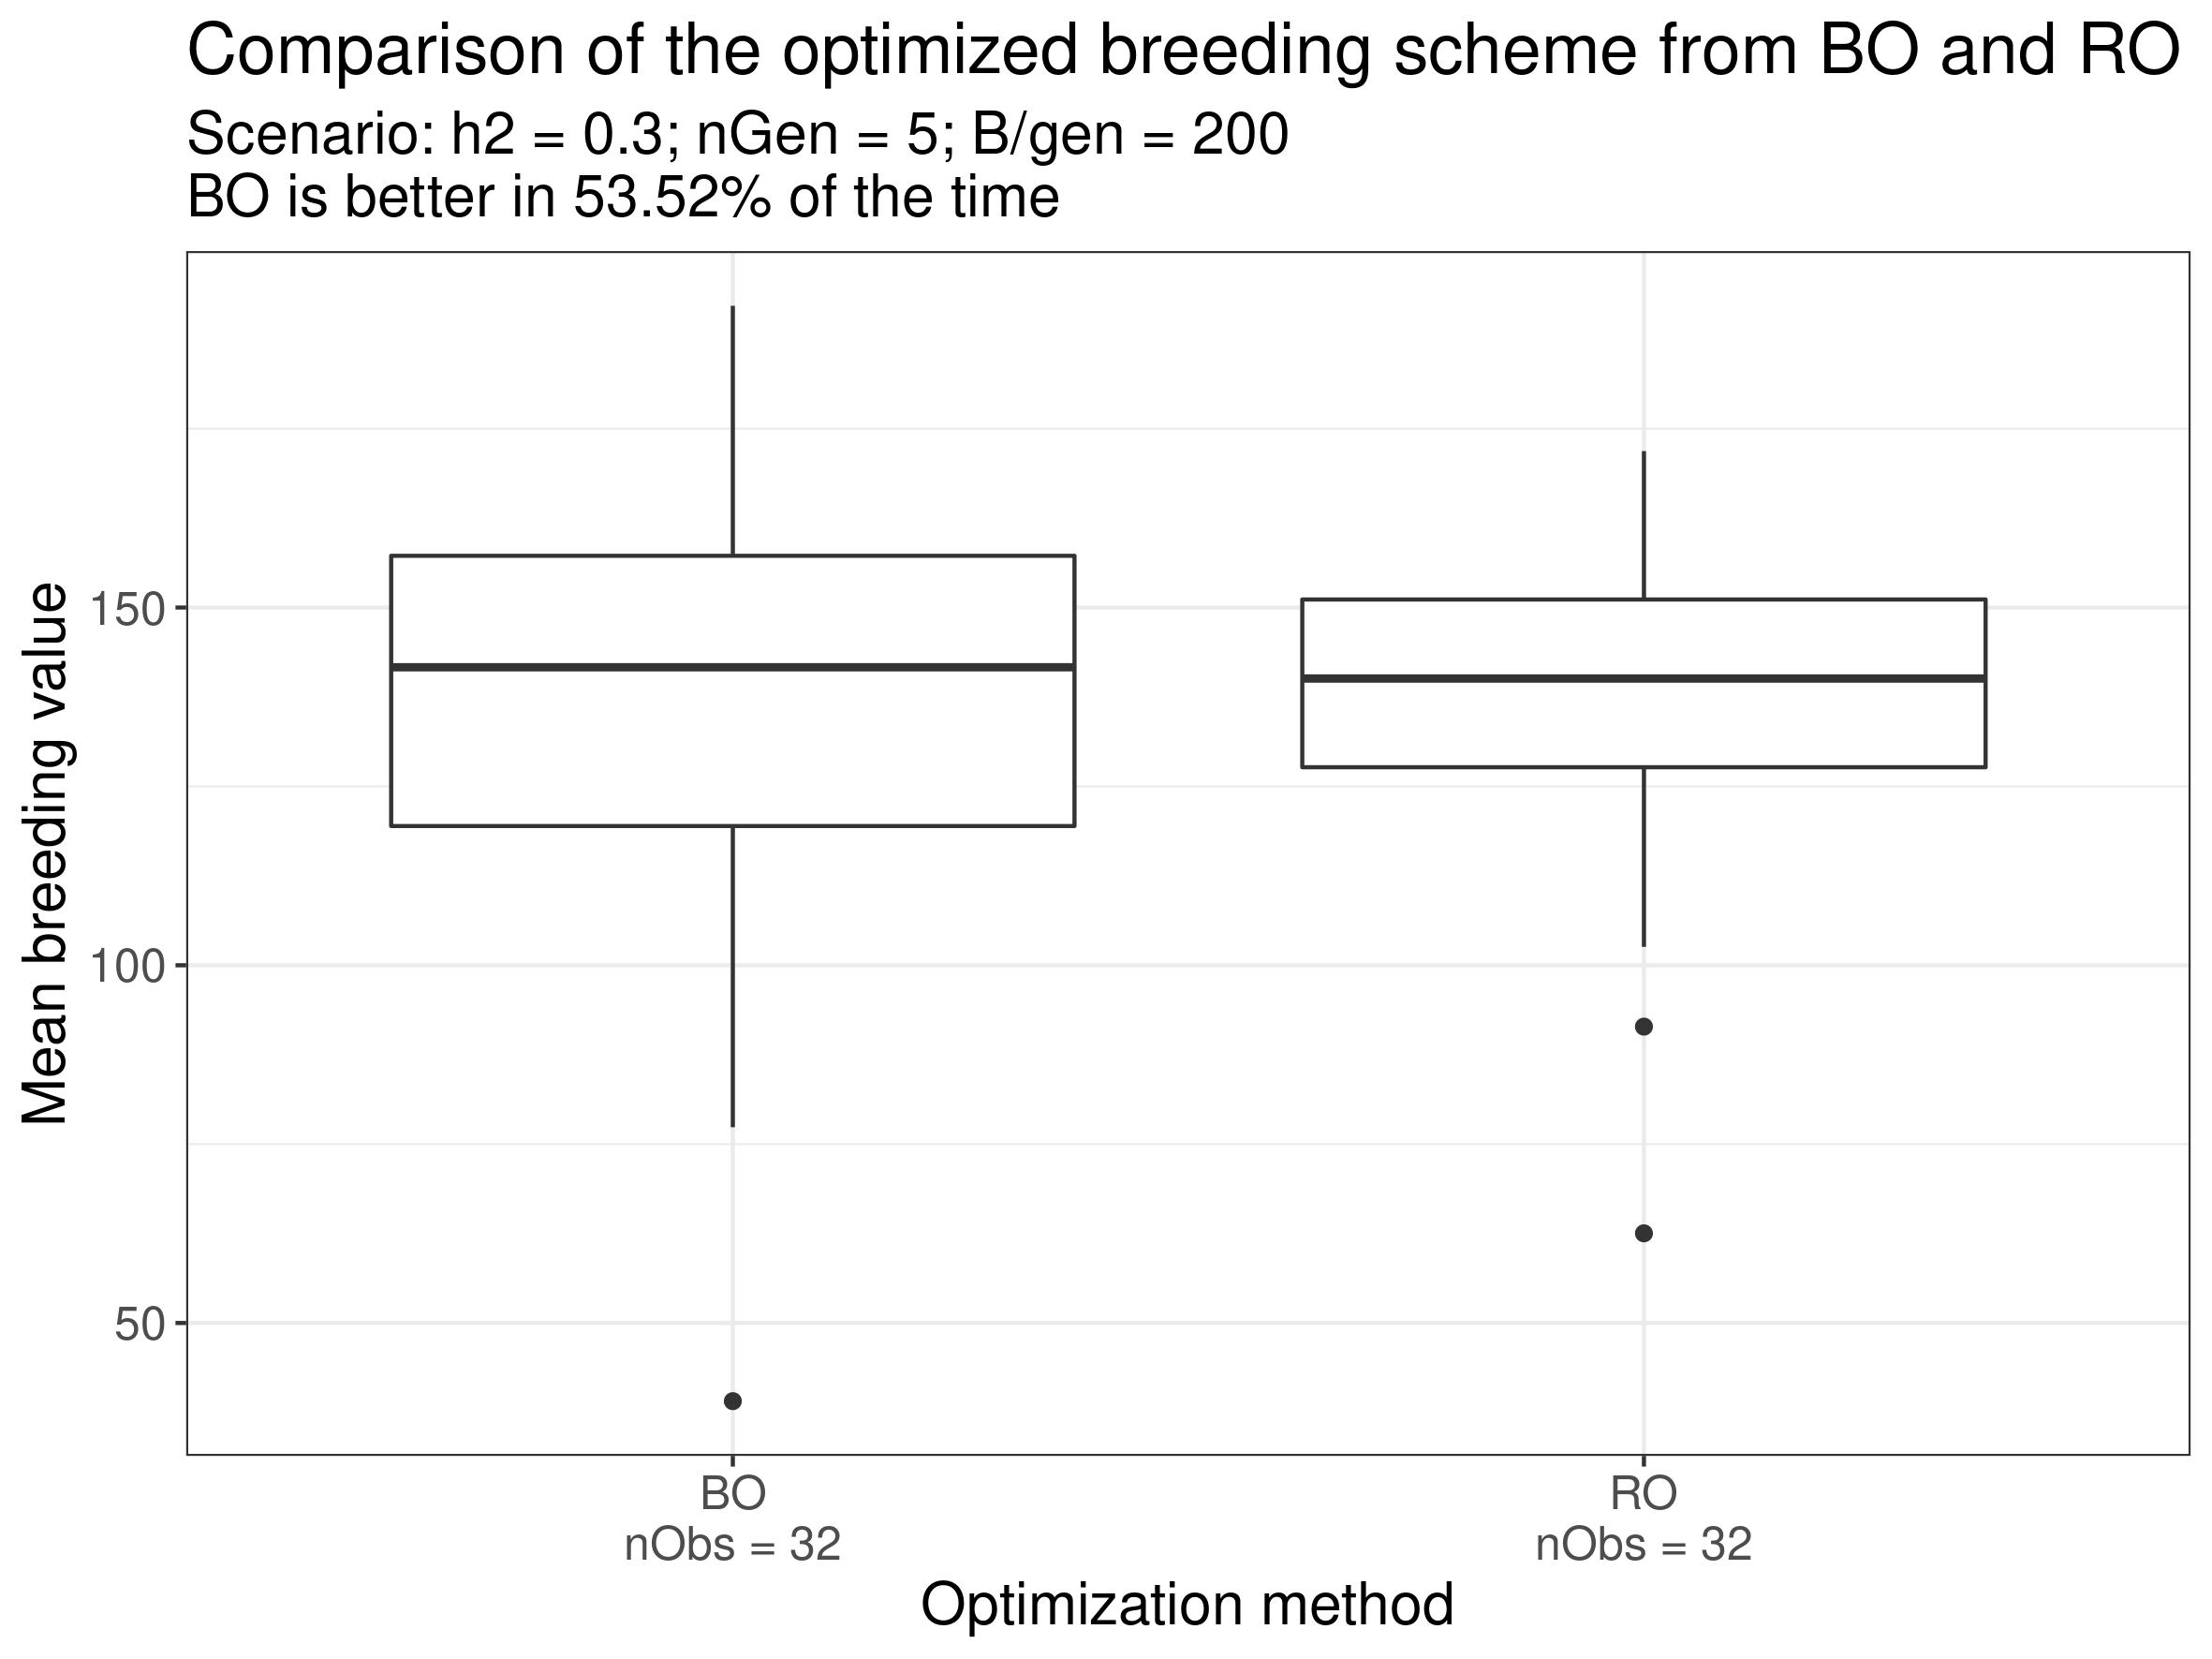 Comparison of the optimized breeding scheme from BO and RO
Scenario: h2 = 0.3; nGen = 5; B/gen = 200
BO is better in 53.52% of the time
Mean breeding value
150
100
50
BO
nObs = 32
RO
nObs = 32
Optimization method